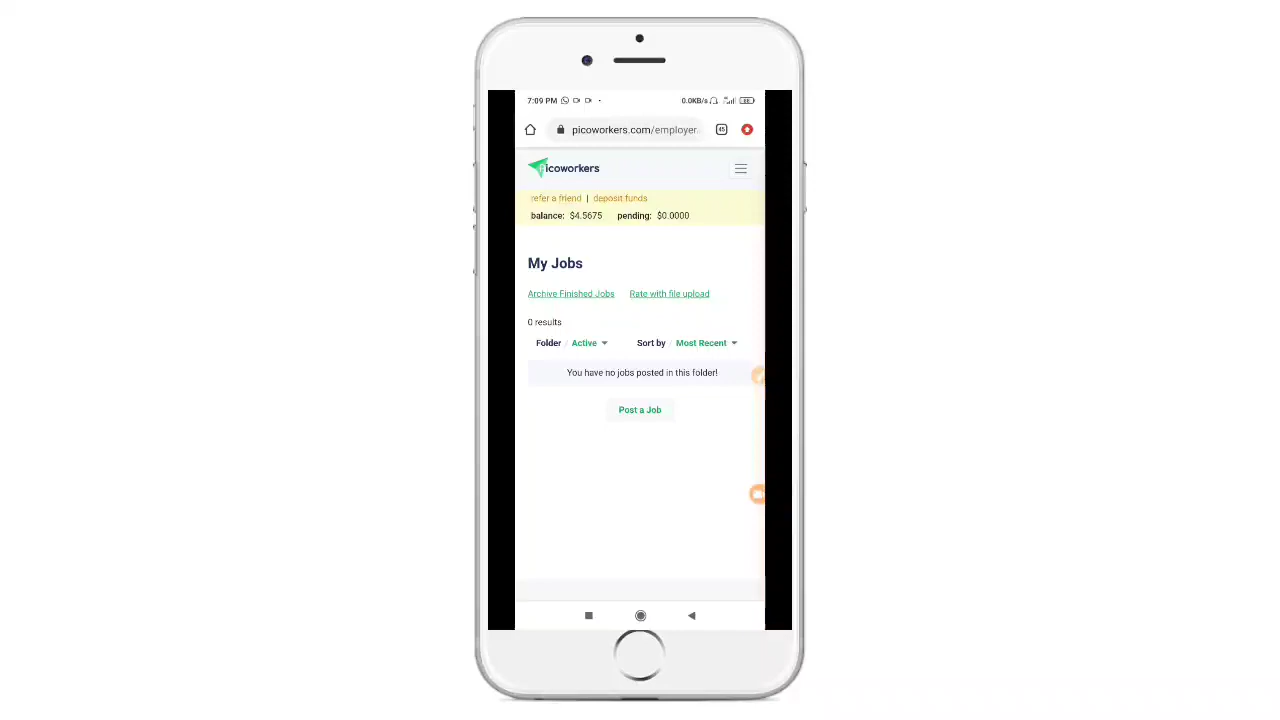 7:09 PM 0.0KB/s 88
picoworkers.com/employer 45
Picoworkers
refer a friend | deposit funds
balance: $4.5675 pending: $0.0000
My Jobs
Archive Finished Jobs Rate with file upload
0 results
Folder / Active Sort by / Most Recent
You have no jobs posted in this folder!
Post a Job